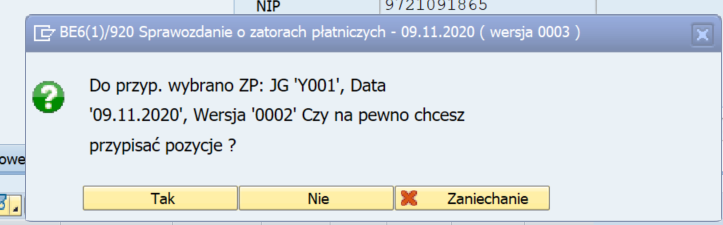 NIP 9721091865
BE6(1)/920 Sprawozdanie o zatorach płatniczych - 09.11.2020 ( wersja 0003 )
Do przyp. wybrano ZP: JG 'Y001', Data
'09.11.2020', Wersja '0002' Czy na pewno chcesz
przypisać pozycje ?
owe
Tak Nie Zaniechanie